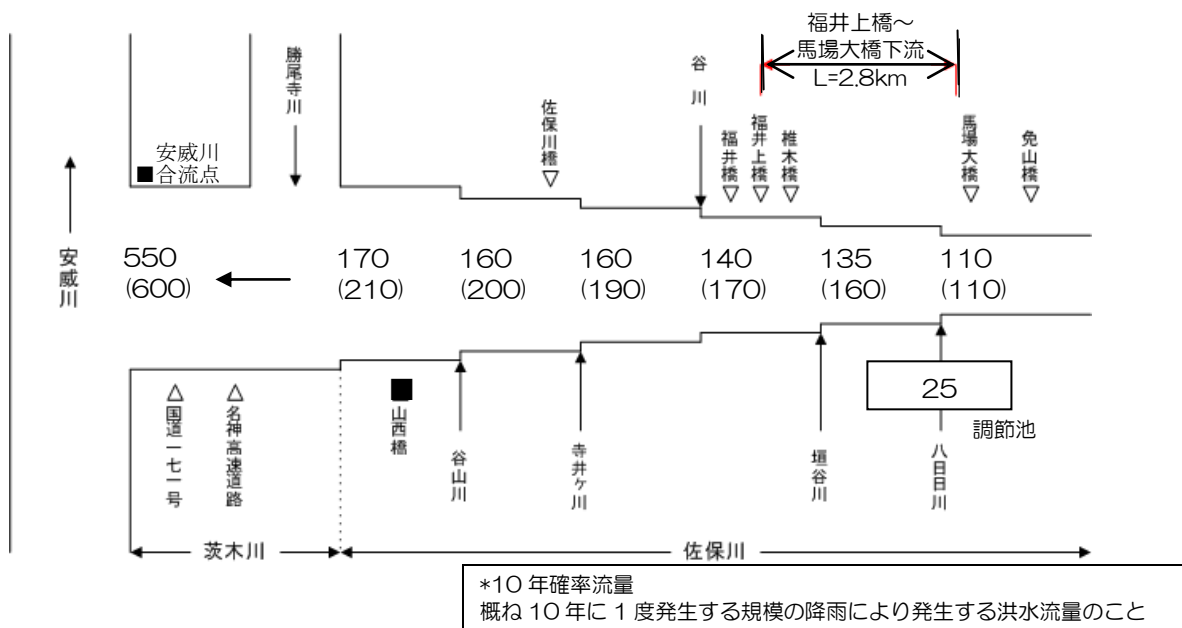 福井上橋～
馬場大橋下流
L=2.8km
勝尾寺川
谷川
佐保川橋
福井橋
福井上橋
椎木橋
馬場大橋
免山橋
安威川
■合流点
安威川
550
(600)
170
(210)
160
(200)
160
(190)
140
(170)
135
(160)
110
(110)
25
調節池
国道一七一号
名神高速道路
山西橋
谷山川
寺井ヶ川
垣谷川
八日日川
茨木川
佐保川
*10年確率流量
概ね10年に1度発生する規模の降雨により発生する洪水流量のこと